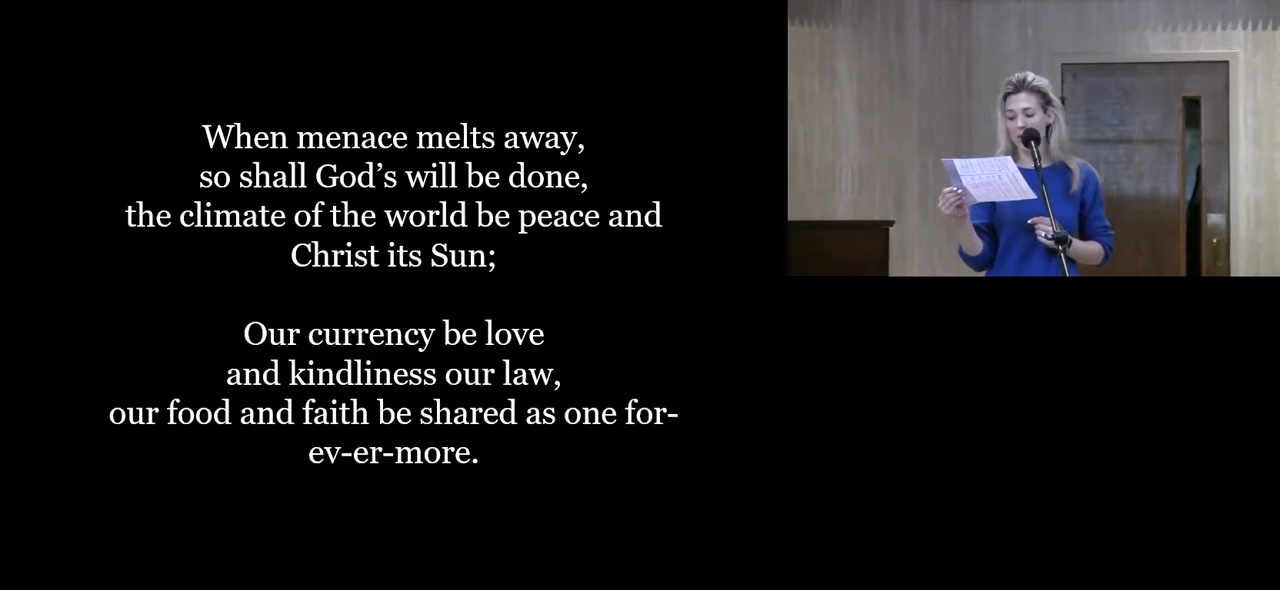 When menace melts away,
so shall God’s will be done,
the climate of the world be peace and
Christ its Sun;
Our currency be love
and kindliness our law,
our food and faith be shared as one for-
ev-er-more.